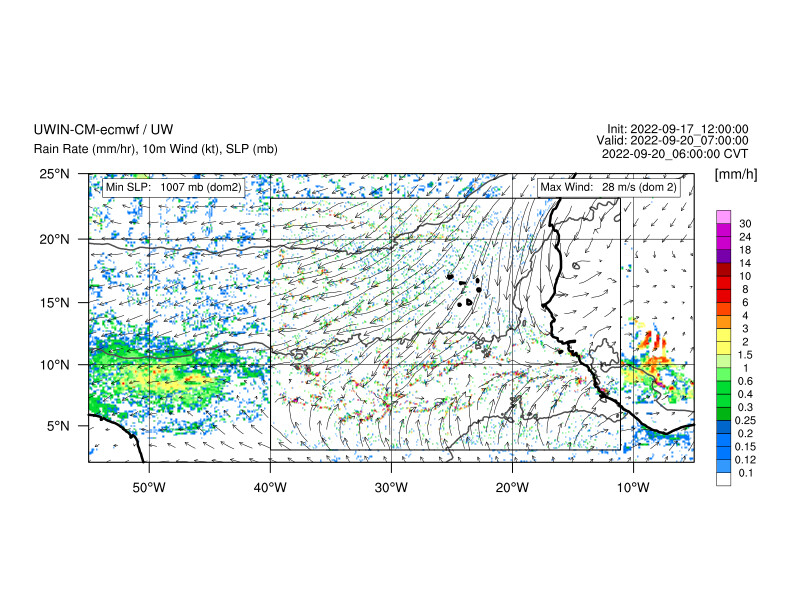 UWIN-CM-ecmwf / UW
Init: 2022-09-17_12:00:00
Rain Rate (mm/hr), 10m Wind (kt), SLP (mb)
Valid: 2022-09-20_07:00:00
2022-09-20_06:00:00 CVT
25°N
[mm/h]
Min SLP: 1007 mb (dom2)
Max Wind: 28 m/s (dom 2)
20°N
15°N
10°N
5°N
30
24
18
14
10
8
6
4
3
2
1.5
1
0.6
0.4
0.3
0.25
0.2
0.15
0.12
0.1
50°W
40°W
30°W
20°W
10°W